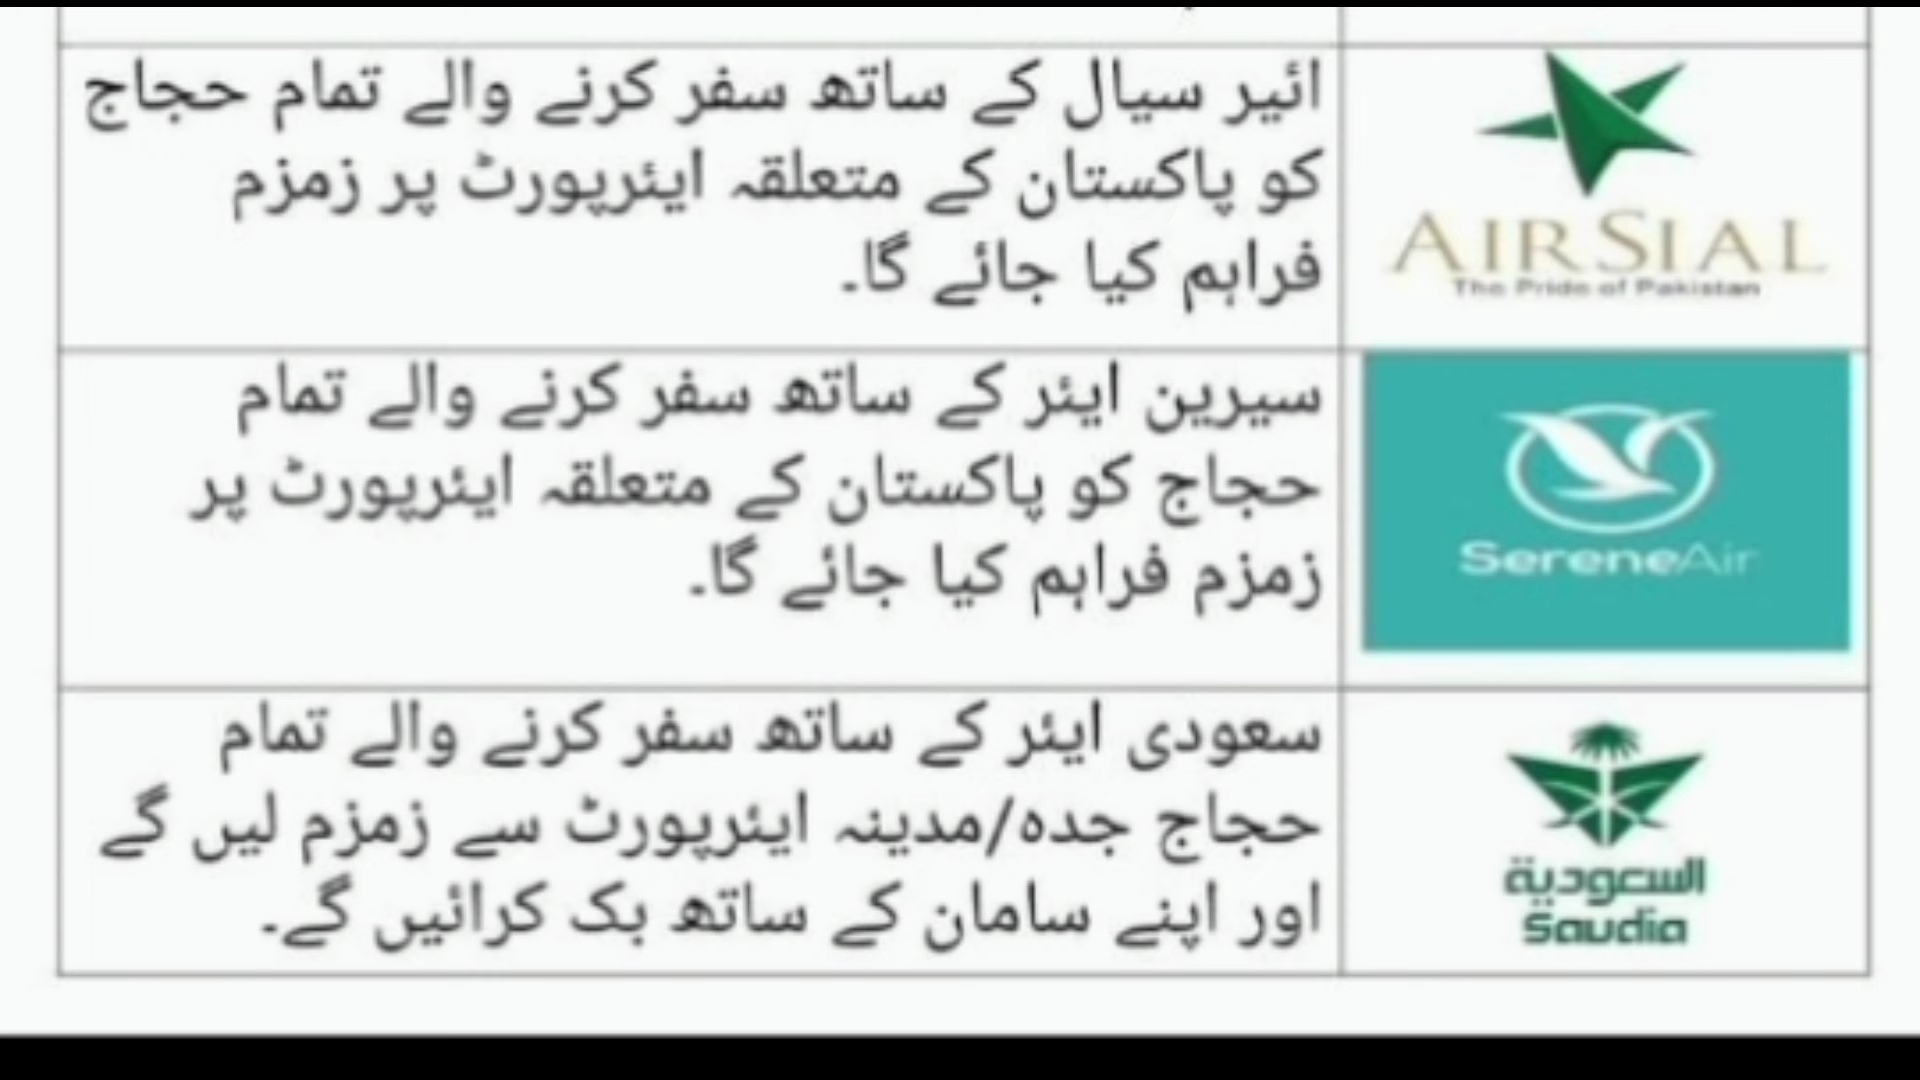 ائیر سیال کے ساتھ سفر کرنے والے تمام حجاج
کو پاکستان کے متعلقہ ایئرپورٹ پر زمزم
فراہم کیا جائے گا۔
AIRSIAL
The Pride of Pakistan
سیرین ایئر کے ساتھ سفر کرنے والے تمام
حجاج کو پاکستان کے متعلقہ ایئرپورٹ پر
زمزم فراہم کیا جائے گا۔
SereneAir
سعودی ایئر کے ساتھ سفر کرنے والے تمام
حجاج جدہ/مدینہ ایئرپورٹ سے زمزم لیں گے
اور اپنے سامان کے ساتھ بک کرائیں گے۔
السعودية
Saudia